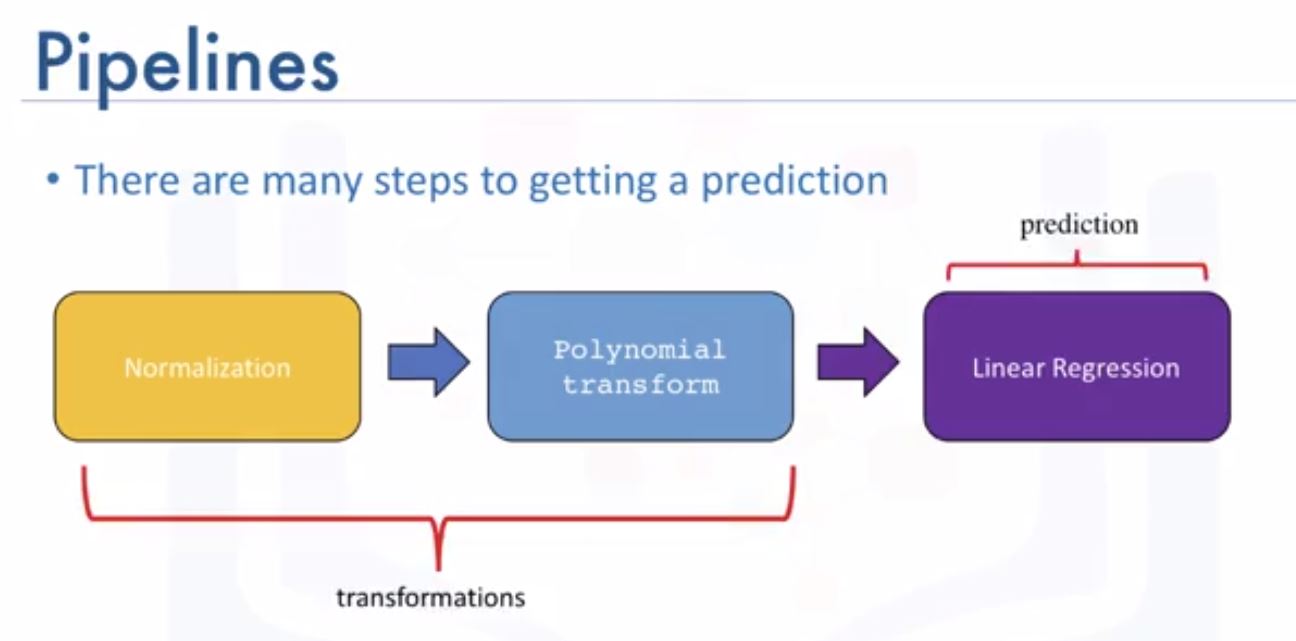 Pipelines
• There are many steps to getting a prediction
prediction
Normalization
Polynomial
transform
Linear Regression
transformations